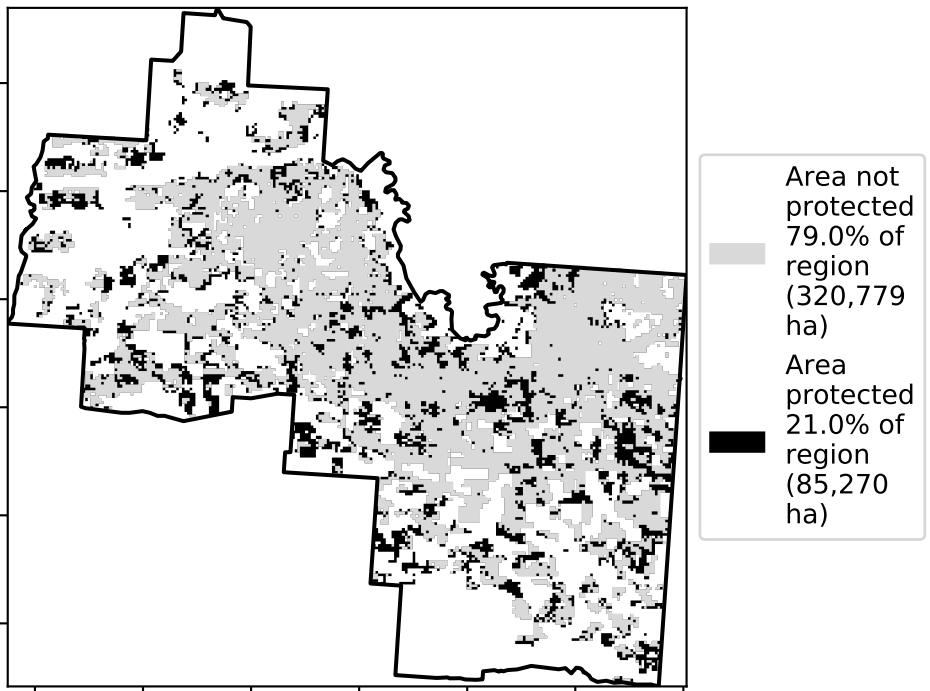 Area not
protected
79.0% of
region
(320,779
ha)
Area
protected
21.0% of
region
(85,270
ha)